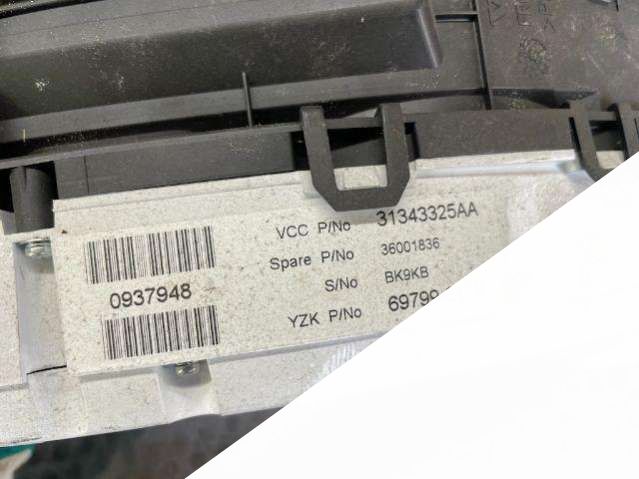 VCC P/No 31343325AA
Spare P/No 36001836
S/No BK9KB
YZK P/No 69799
0937948